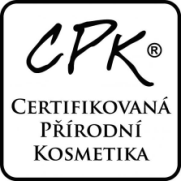 CPK®
CERTIFIKOVANÁ
PŘÍRODNÍ
KOSMETIKA